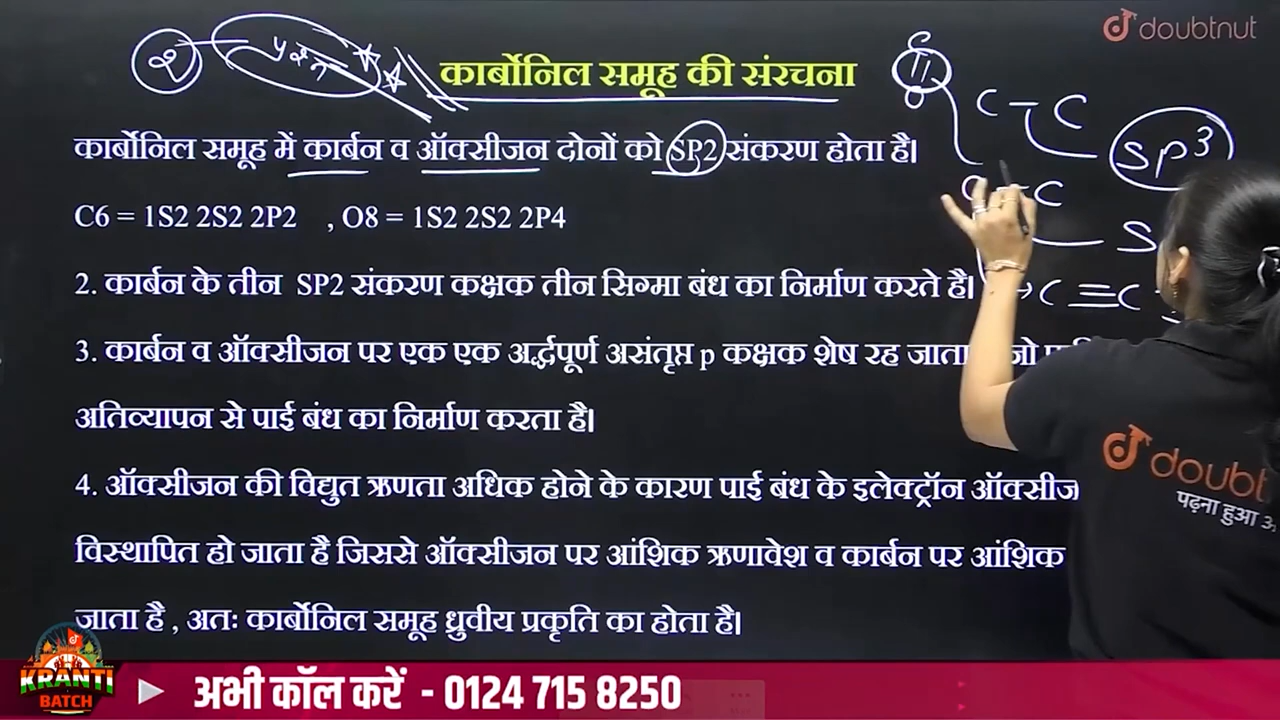 doubtnut
कार्बोनिल समूह की संरचना
C
||
O
C - C SP³
कार्बोनिल समूह में कार्बन व ऑक्सीजन दोनों को SP2 संकरण होता है।
C
C6 = 1S2 2S2 2P2 , O8 = 1S2 2S2 2P4
2. कार्बन के तीन SP2 संकरण कक्षक तीन सिग्मा बंध का निर्माण करते है।
C ≡ C
3. कार्बन व ऑक्सीजन पर एक एक अर्द्धपूर्ण असंतृप्त p कक्षक शेष रह जाता
अतिव्यापन से पाई बंध का निर्माण करता है।
4. ऑक्सीजन की विद्युत ऋणता अधिक होने के कारण पाई बंध के इलेक्ट्रॉन
विस्थापित हो जाता है जिससे ऑक्सीजन पर आंशिक ऋणावेश व कार्बन पर आंशिक
जाता है , अतः कार्बोनिल समूह ध्रुवीय प्रकृति का होता है।
doubt
पढ़ना हुआ
KRANTI
BATCH
अभी कॉल करें - 0124 715 8250